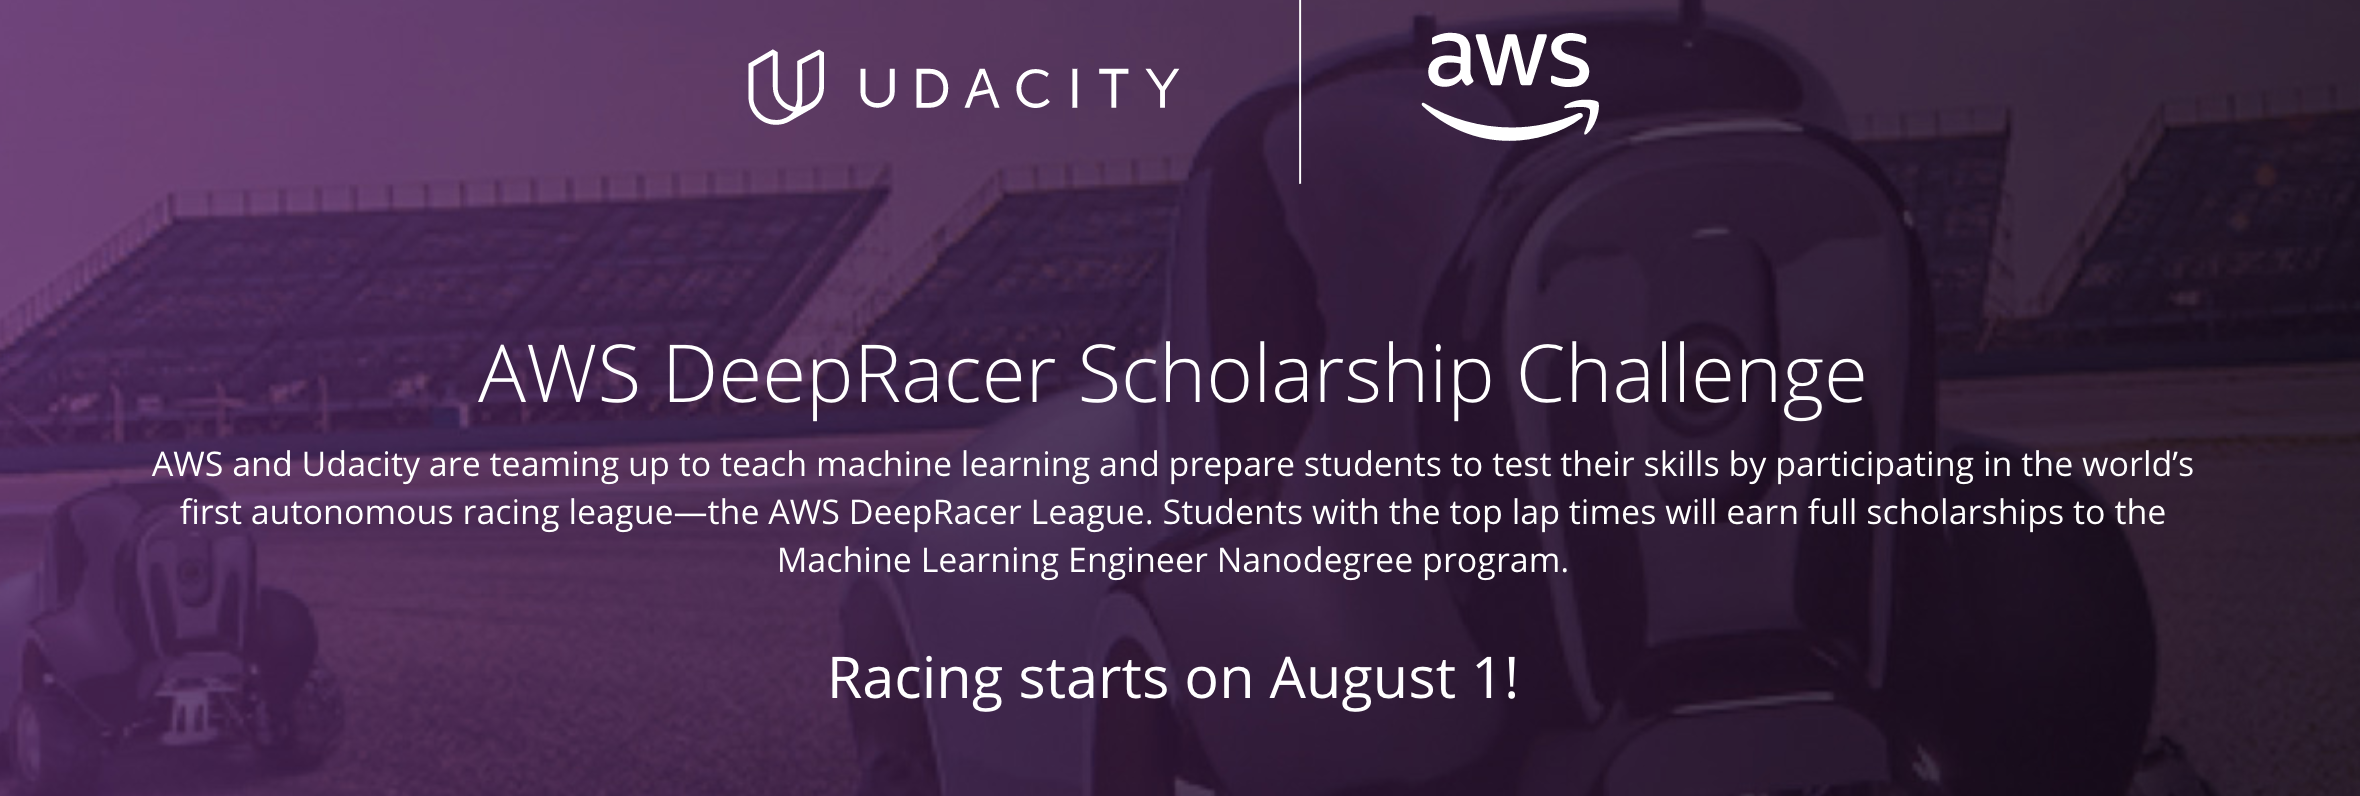 UDACITY
aws
AWS DeepRacer Scholarship Challenge
AWS and Udacity are teaming up to teach machine learning and prepare students to test their skills by participating in the world’s
first autonomous racing league—the AWS DeepRacer League. Students with the top lap times will earn full scholarships to the
Machine Learning Engineer Nanodegree program.
Racing starts on August 1!